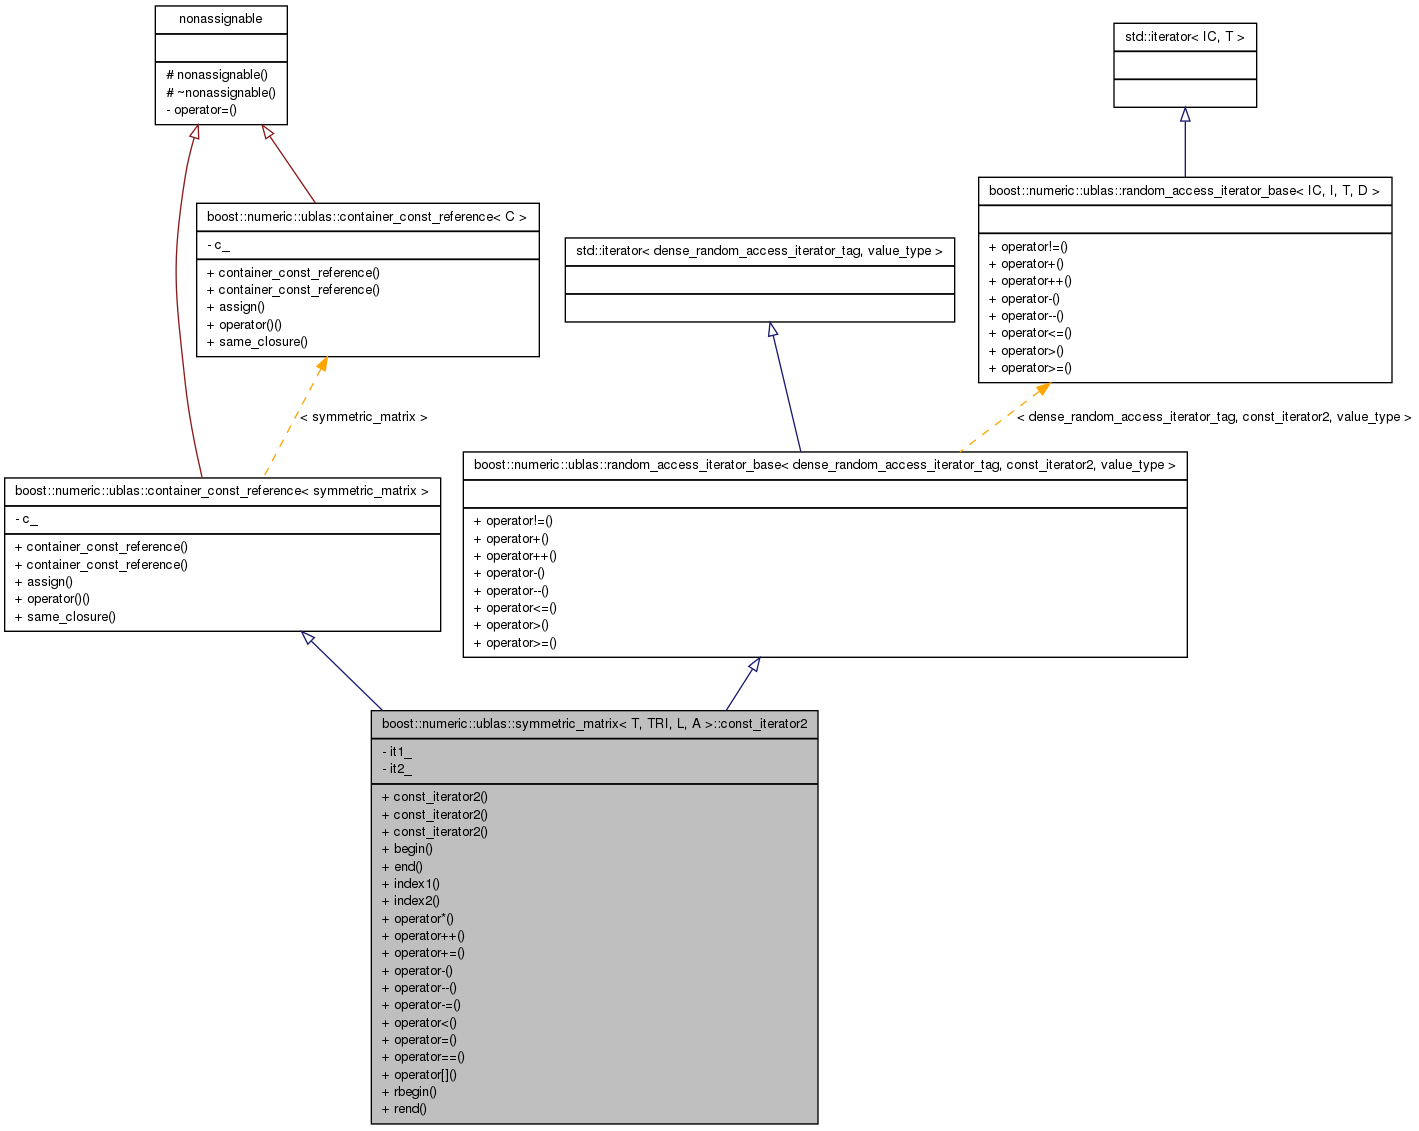 nonassignable
# nonassignable()
# ~nonassignable()
- operator=()
std::iterator< IC, T >
boost::numeric::ublas::random_access_iterator_base< IC, I, T, D >
+ operator!=()
+ operator+()
+ operator++()
+ operator-()
+ operator--()
+ operator<=()
+ operator>()
+ operator>=()
boost::numeric::ublas::container_const_reference< C >
- c_
+ container_const_reference()
+ container_const_reference()
+ assign()
+ operator()()
+ same_closure()
std::iterator< dense_random_access_iterator_tag, value_type >
< symmetric_matrix >
< dense_random_access_iterator_tag, const_iterator2, value_type >
boost::numeric::ublas::container_const_reference< symmetric_matrix >
- c_
+ container_const_reference()
+ container_const_reference()
+ assign()
+ operator()()
+ same_closure()
boost::numeric::ublas::random_access_iterator_base< dense_random_access_iterator_tag, const_iterator2, value_type >
+ operator!=()
+ operator+()
+ operator++()
+ operator-()
+ operator--()
+ operator<=()
+ operator>()
+ operator>=()
boost::numeric::ublas::symmetric_matrix< T, TRI, L, A >::const_iterator2
- it1_
- it2_
+ const_iterator2()
+ const_iterator2()
+ const_iterator2()
+ begin()
+ end()
+ index1()
+ index2()
+ operator*()
+ operator++()
+ operator+=()
+ operator-()
+ operator--()
+ operator-=()
+ operator<()
+ operator=()
+ operator==()
+ operator[]()
+ rbegin()
+ rend()